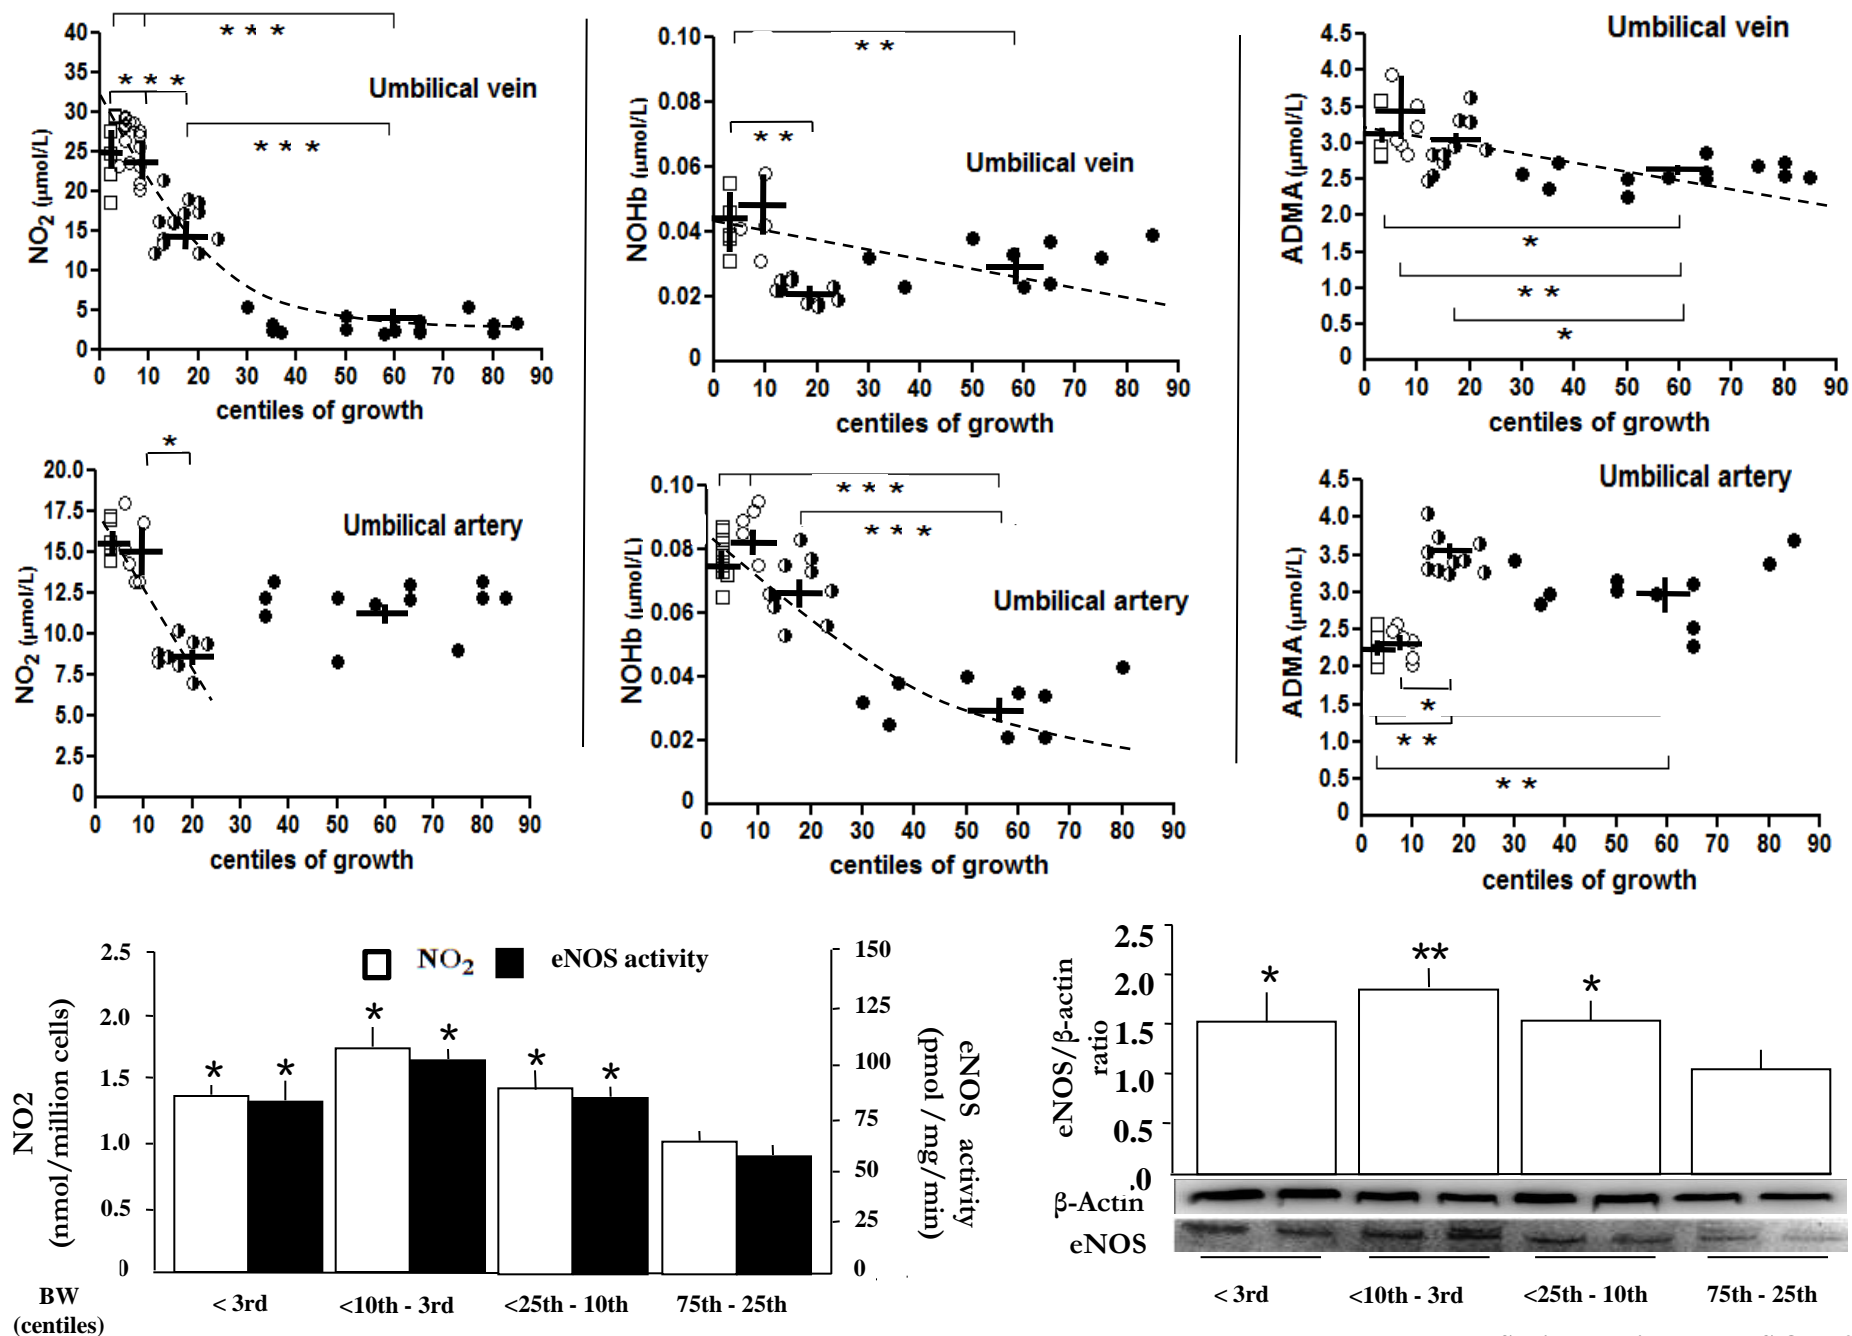 * * *
40
35
30
25
20
15
10
5
0
NO2 (µmol/L)
* * *
Umbilical vein
* * *
0 10 20 30 40 50 60 70 80 90
centiles of growth
* *
0.10
0.08
0.06
0.04
0.02
0
NOHb (µmol/L)
* *
Umbilical vein
0 10 20 30 40 50 60 70 80 90
centiles of growth
Umbilical vein
4.5
4.0
3.5
3.0
2.5
2.0
1.5
1.0
0.5
0
ADMA (µmol/L)
*
* *
*
0 10 20 30 40 50 60 70 80 90
centiles of growth
*
20.0
17.5
15.0
12.5
10.0
7.5
5.0
2.5
0
NO2 (µmol/L)
Umbilical artery
0 10 20 30 40 50 60 70 80 90
centiles of growth
0.10
0.08
0.06
0.04
0.02
0
NOHb (µmol/L)
* * *
* * *
Umbilical artery
0 10 20 30 40 50 60 70 80 90
centiles of growth
Umbilical artery
4.5
4.0
3.5
3.0
2.5
2.0
1.5
1.0
0.5
0
ADMA (µmol/L)
*
* *
* *
0 10 20 30 40 50 60 70 80 90
centiles of growth
NO2 eNOS activity
2.5
2.0
1.5
1.0
0.5
0
NO2
(nmol/million cells)
* * * * * *
150
125
100
75
50
25
0
eNOS activity
(pmol/mg/min)
BW
(centiles)
< 3rd <10th - 3rd <25th - 10th 75th - 25th
2.5
2.0
1.5
1.0
0.5
.0
eNOS/β-actin
ratio
* ** *
β-Actin
eNOS
< 3rd <10th - 3rd <25th - 10th 75th - 25th